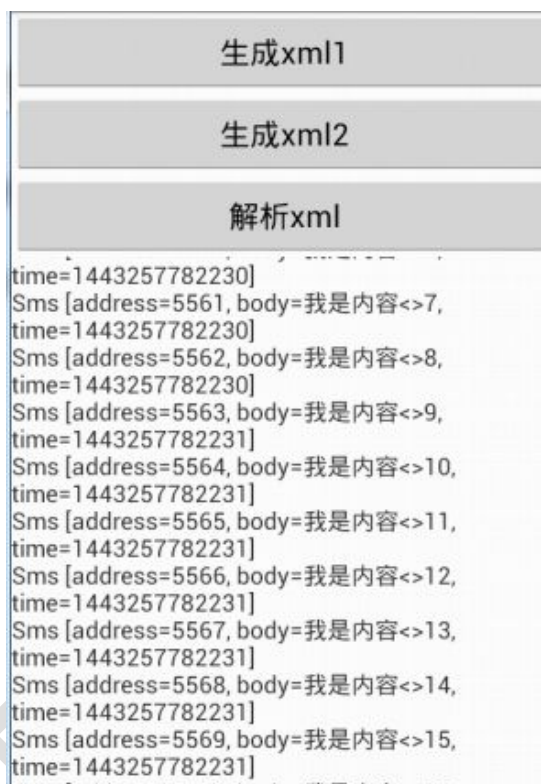 生成xml1
生成xml2
解析xml
time=1443257782230]
Sms [address=5561, body=我是内容<>7,
time=1443257782230]
Sms [address=5562, body=我是内容<>8,
time=1443257782230]
Sms [address=5563, body=我是内容<>9,
time=1443257782231]
Sms [address=5564, body=我是内容<>10,
time=1443257782231]
Sms [address=5565, body=我是内容<>11,
time=1443257782231]
Sms [address=5566, body=我是内容<>12,
time=1443257782231]
Sms [address=5567, body=我是内容<>13,
time=1443257782231]
Sms [address=5568, body=我是内容<>14,
time=1443257782231]
Sms [address=5569, body=我是内容<>15,
time=1443257782231]